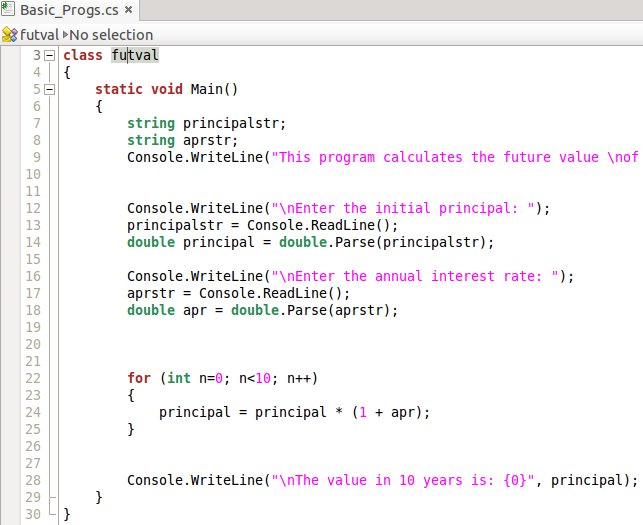 Basic_Progs.cs ×
futval ▸No selection
3 class futval
4 {
5 static void Main()
6 {
7 string principalstr;
8 string aprstr;
9 Console.WriteLine("This program calculates the future value \nof
10
11
12 Console.WriteLine("\nEnter the initial principal: ");
13 principalstr = Console.ReadLine();
14 double principal = double.Parse(principalstr);
15
16 Console.WriteLine("\nEnter the annual interest rate: ");
17 aprstr = Console.ReadLine();
18 double apr = double.Parse(aprstr);
19
20
21
22 for (int n=0; n<10; n++)
23 {
24 principal = principal * (1 + apr);
25 }
26
27
28 Console.WriteLine("\nThe value in 10 years is: {0}", principal);
29 }
30 }